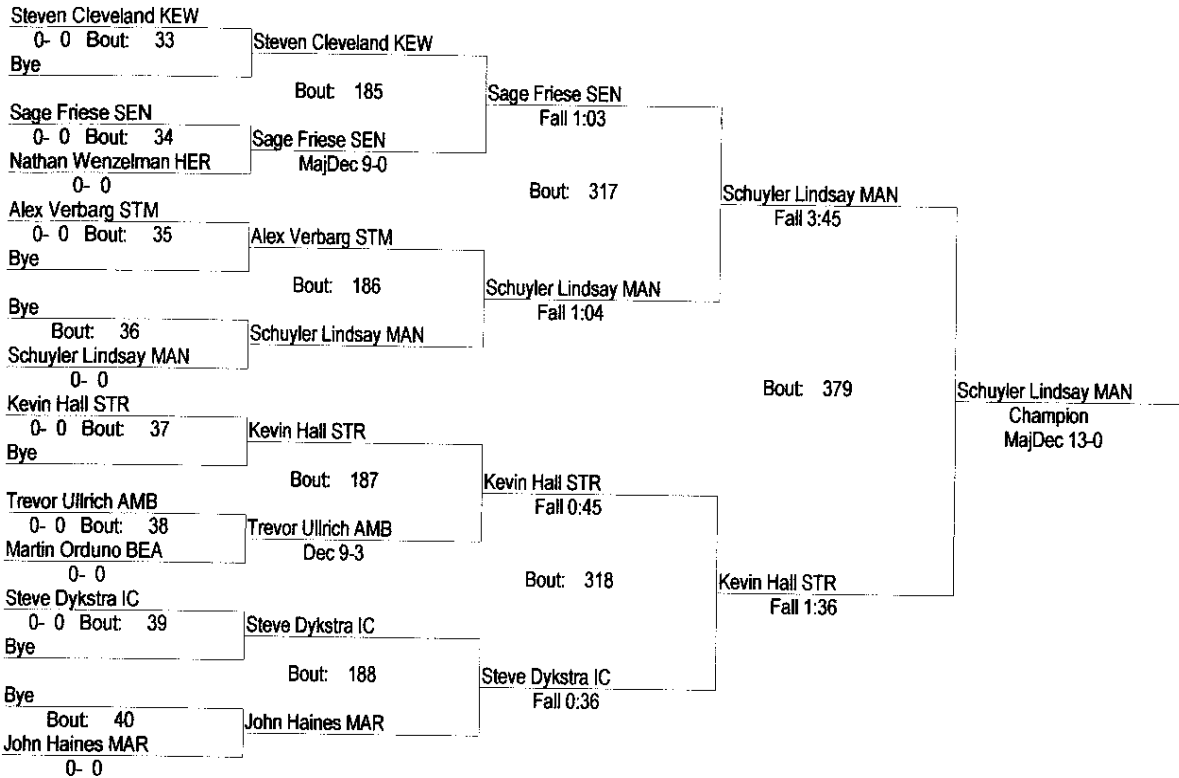 Steven Cleveland KEW
0- 0 Bout: 33
Bye
Sage Friese SEN
0- 0 Bout: 34
Nathan Wenzelman HER
0- 0
Alex Verbarg STM
0- 0 Bout: 35
Bye
Bye
Bout: 36
Schuyler Lindsay MAN
0- 0
Kevin Hall STR
0- 0 Bout: 37
Bye
Trevor Ullrich AMB
0- 0 Bout: 38
Martin Orduno BEA
0- 0
Steve Dykstra IC
0- 0 Bout: 39
Bye
Bye
Bout: 40
John Haines MAR
0- 0
Steven Cleveland KEW
Bout: 185
Sage Friese SEN
MajDec 9-0
Alex Verbarg STM
Bout: 186
Schuyler Lindsay MAN
Kevin Hall STR
Bout: 187
Trevor Ullrich AMB
Dec 9-3
Steve Dykstra IC
Bout: 188
John Haines MAR
Sage Friese SEN
Fall 1:03
Bout: 317
Schuyler Lindsay MAN
Fall 1:04
Kevin Hall STR
Fall 0:45
Bout: 318
Steve Dykstra IC
Fall 0:36
Schuyler Lindsay MAN
Fall 3:45
Bout: 379
Kevin Hall STR
Fall 1:36
Schuyler Lindsay MAN
Champion
MajDec 13-0